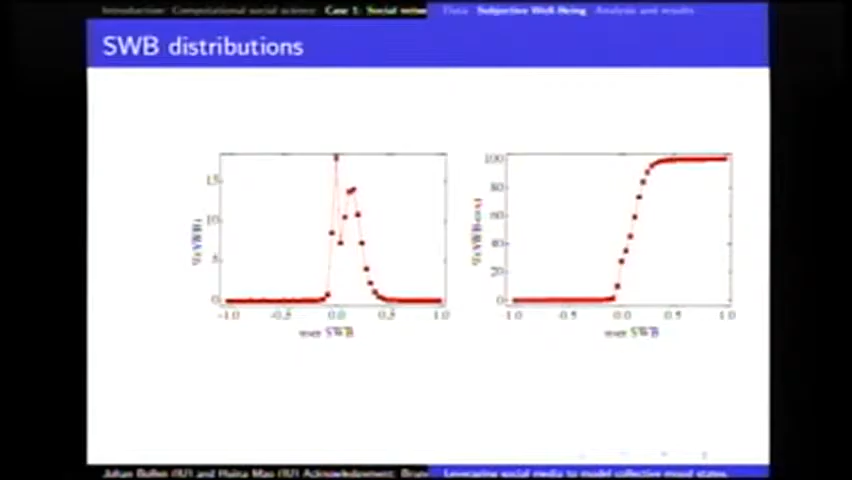 Introduction: Computational social science Case 1: Social netw Data Subjective Well-Being Analysis and results
SWB distributions
15
10
5
0
-1.0 -0.5 0.0 0.5 1.0
user SWB
100
80
60
40
20
0
-1.0 -0.5 0.0 0.5 1.0
user SWB
Johan Bollen (IU) and Huina Mao (IU) Acknowledgment: Brun Leveraging social media to model collective mood states.